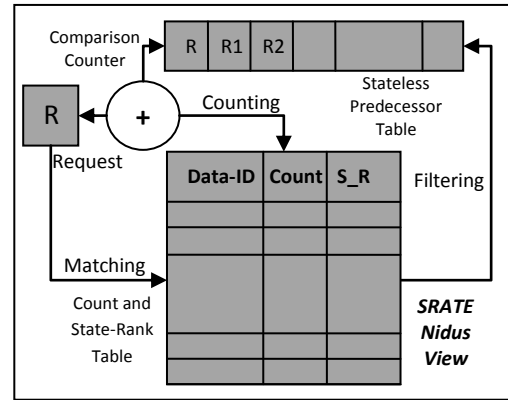 Comparison
Counter
R R1 R2
Stateless
Predecessor
Table
R
+
Counting
Request
Filtering
Data-ID Count S_R
Matching
Count and
State-Rank
Table
SRATE
Nidus
View